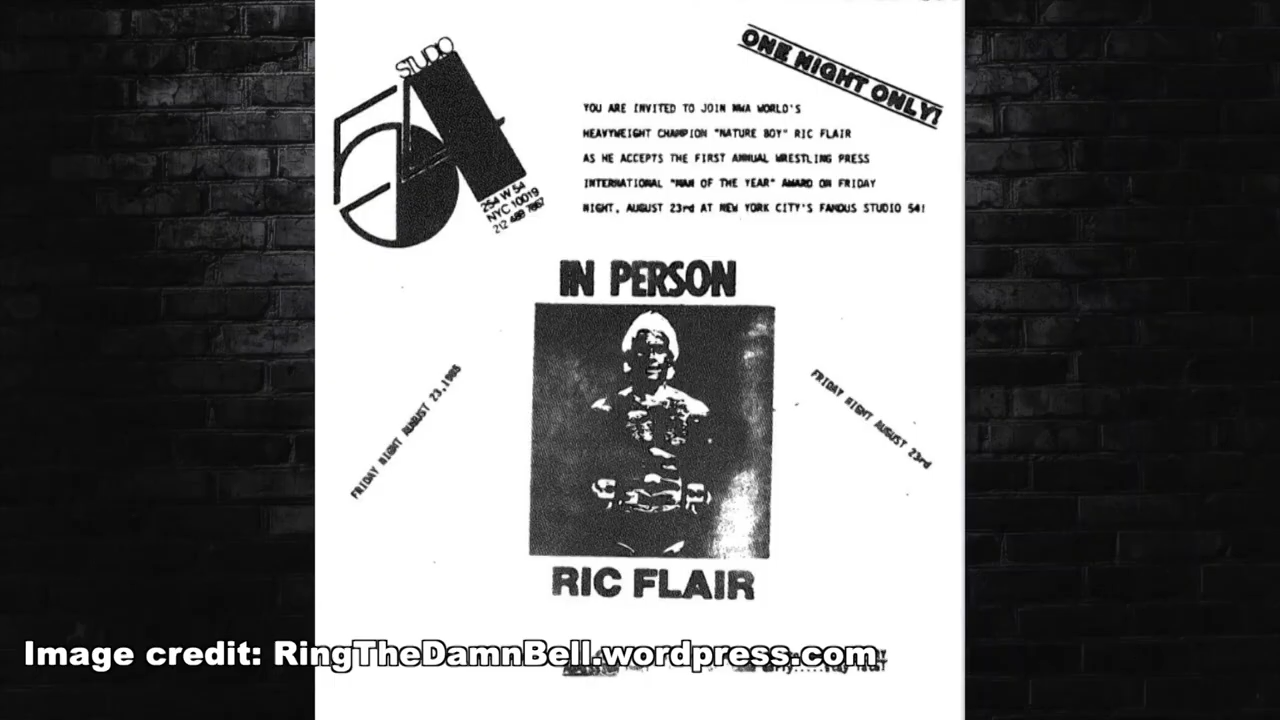 STUDIO
54
254 W 54
NYC 10019
212 489 7667
ONE NIGHT ONLY!
YOU ARE INVITED TO JOIN NWA WORLD'S
HEAVYWEIGHT CHAMPION "NATURE BOY" RIC FLAIR
AS HE ACCEPTS THE FIRST ANNUAL WRESTLING PRESS
INTERNATIONAL "MAN OF THE YEAR" AWARD ON FRIDAY
NIGHT, AUGUST 23rd AT NEW YORK CITY'S FAMOUS STUDIO 54!
IN PERSON
FRIDAY NIGHT AUGUST 23,1985
FRIDAY NIGHT AUGUST 23rd
RIC FLAIR
Image credit: RingTheDamnBell.wordpress.com